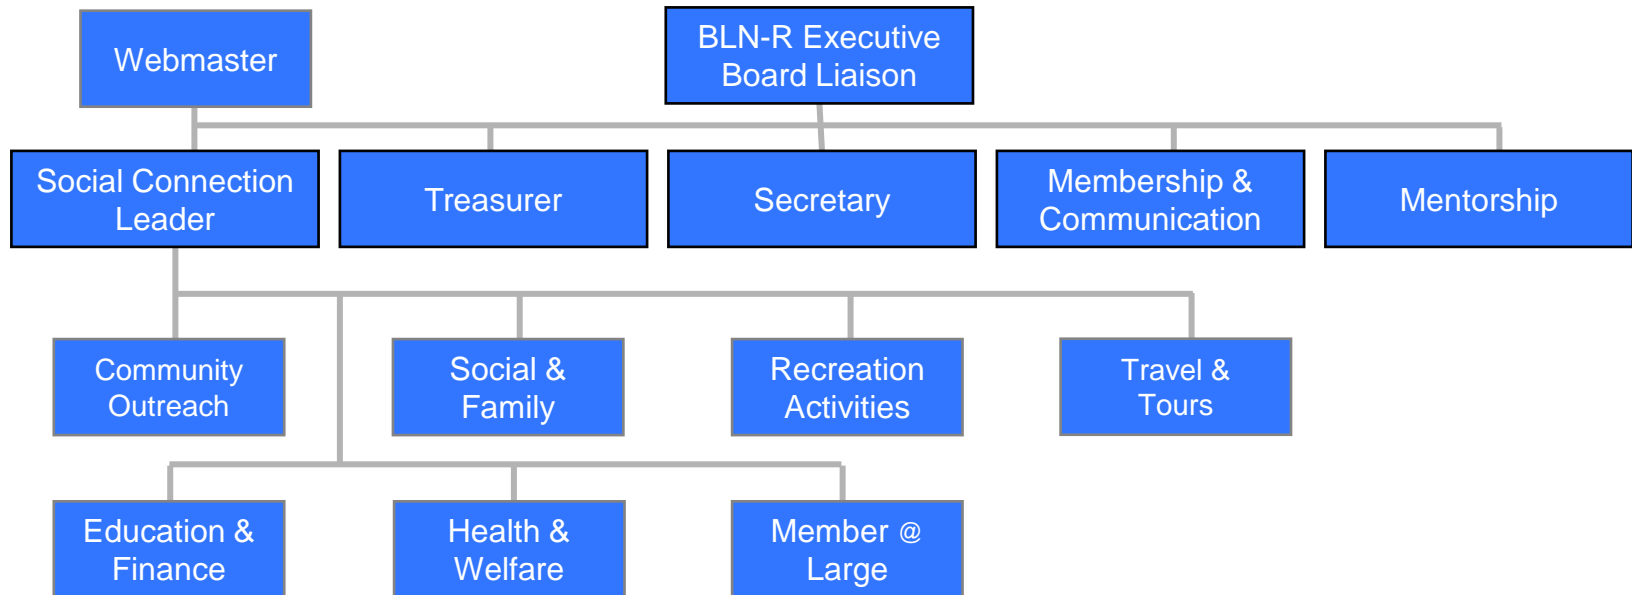 Webmaster
BLN-R Executive
Board Liaison
Social Connection
Leader
Treasurer
Secretary
Membership &
Communication
Mentorship
Community
Outreach
Social &
Family
Recreation
Activities
Travel &
Tours
Education &
Finance
Health &
Welfare
Member @
Large